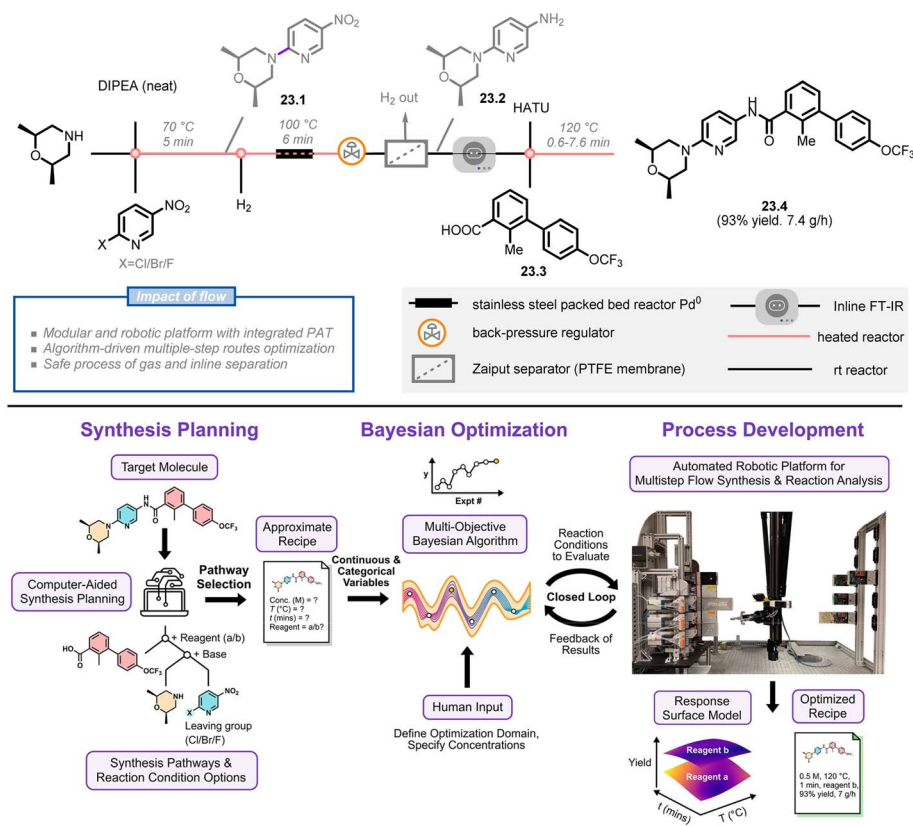 DIPEA (neat)
NH
O
70 °C
5 min
NO₂
N
X
X=Cl/Br/F
NO₂
N
N
O
23.1
H₂
100 °C
6 min
H₂ out
NH₂
N
N
O
23.2
HATU
120 °C
0.6-7.6 min
HOOC
Me
OCF₃
23.3
H
N
O
Me
N
N
O
OCF₃
23.4
(93% yield. 7.4 g/h)
Impact of flow
▪ Modular and robotic platform with integrated PAT
▪ Algorithm-driven multiple-step routes optimization
▪ Safe process of gas and inline separation
stainless steel packed bed reactor Pd⁰
back-pressure regulator
Zaiput separator (PTFE membrane)
Inline FT-IR
heated reactor
rt reactor
Synthesis Planning
Target Molecule
H
N
O
N
N
O
OCF₃
Computer-Aided
Synthesis Planning
Pathway
Selection
Approximate
Recipe
Conc. (M) = ?
T (°C) = ?
t (mins) = ?
Reagent = a/b?
+ Reagent (a/b)
+ Base
HO
O
OCF₃
NH
O
NO₂
X
N
Leaving group
(Cl/Br/F)
Synthesis Pathways &
Reaction Condition Options
Bayesian Optimization
y
Expt #
Multi-Objective
Bayesian Algorithm
Continuous &
Categorical
Variables
Human Input
Define Optimization Domain,
Specify Concentrations
Reaction
Conditions
to Evaluate
Closed Loop
Feedback of
Results
Process Development
Automated Robotic Platform for
Multistep Flow Synthesis & Reaction Analysis
Response
Surface Model
Yield
Reagent b
Reagent a
t (mins)
T (°C)
Optimized
Recipe
0.5 M, 120 °C,
1 min, reagent b,
93% yield, 7 g/h